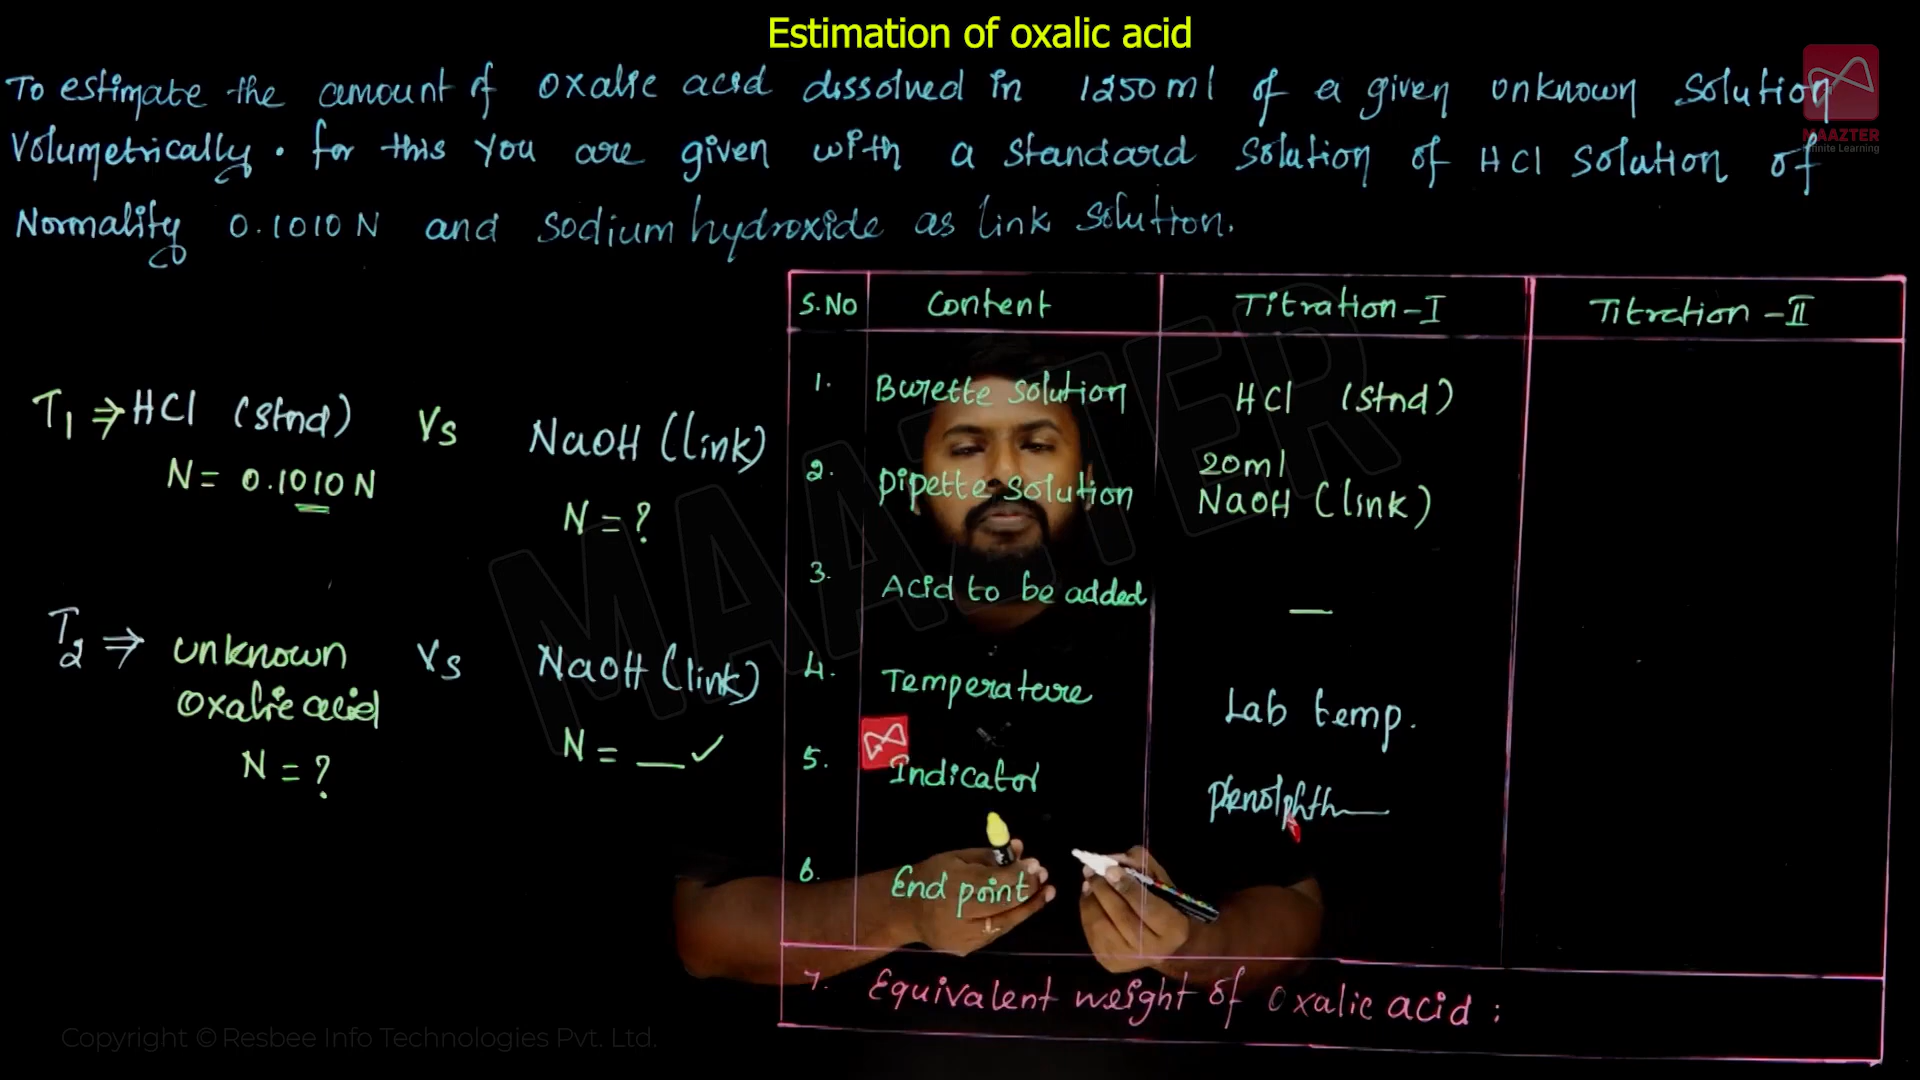 Estimation of oxalic acid
To estimate the amount of oxalic acid dissolved in 1250ml of a given unknown solution
Volumetrically. for this you are given with a standard solution of HCl solution of
Normality 0.1010 N and sodium hydroxide as link solution.
MAAZTER
Infinite Learning
S.No Content Titration-I Titration-II
1. Burette solution HCl (stnd)
2. Pipette solution 20ml
NaOH (link)
3. Acid to be added —
4. Temperature Lab temp.
5. Indicator Phenolphth
6. End point
7. Equivalent weight of Oxalic acid :
T1 ⇒ HCl (stnd) Vs NaOH (link)
N = 0.1010 N N = ?
T2 ⇒ unknown Vs NaOH (link)
oxalic acid
N = ? N = __ ✓
MAAZTER
Copyright © Resbee Info Technologies Pvt. Ltd.